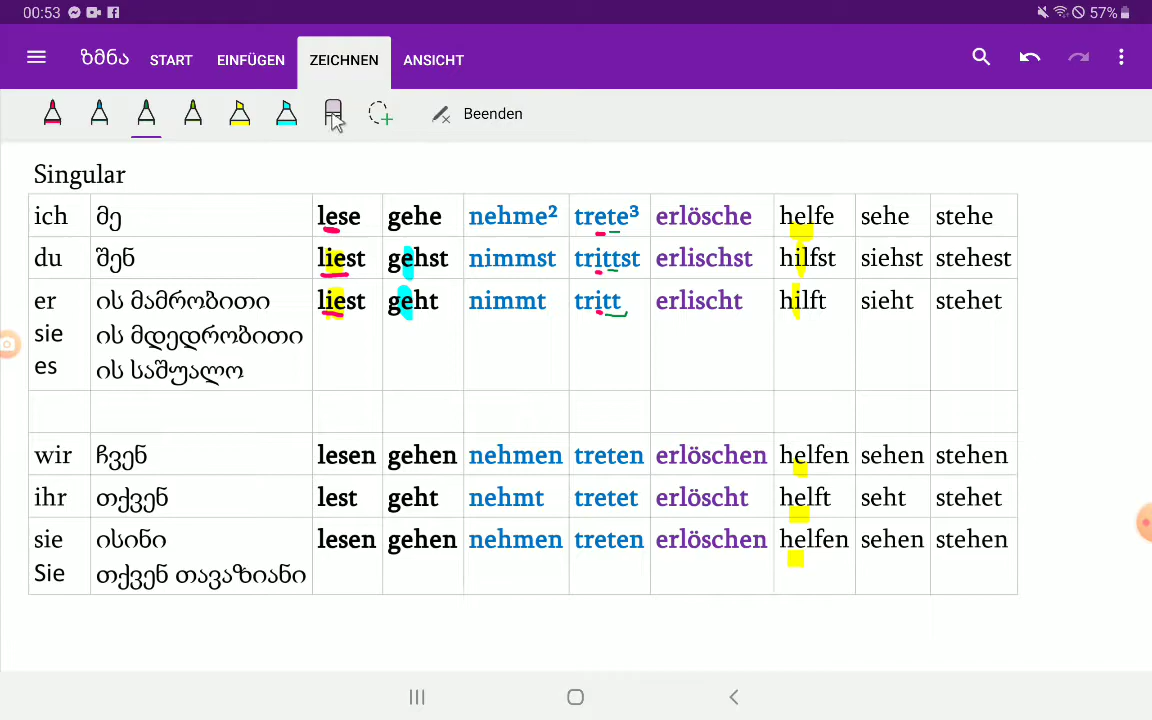 00:53 57%
ზმნა START EINFÜGEN ZEICHNEN ANSICHT
Beenden
Singular
ich მე lese gehe nehme² trete³ erlösche helfe sehe stehe
du შენ liest gehst nimmst trittst erlischst hilfst siehst stehest
er ის მამრობითი liest geht nimmt tritt erlischt hilft sieht stehet
sie ის მდედრობითი
es ის საშუალო
wir ჩვენ lesen gehen nehmen treten erlöschen helfen sehen stehen
ihr თქვენ lest geht nehmt tretet erlöscht helft seht stehet
sie ისინი lesen gehen nehmen treten erlöschen helfen sehen stehen
Sie თქვენ თავაზიანი